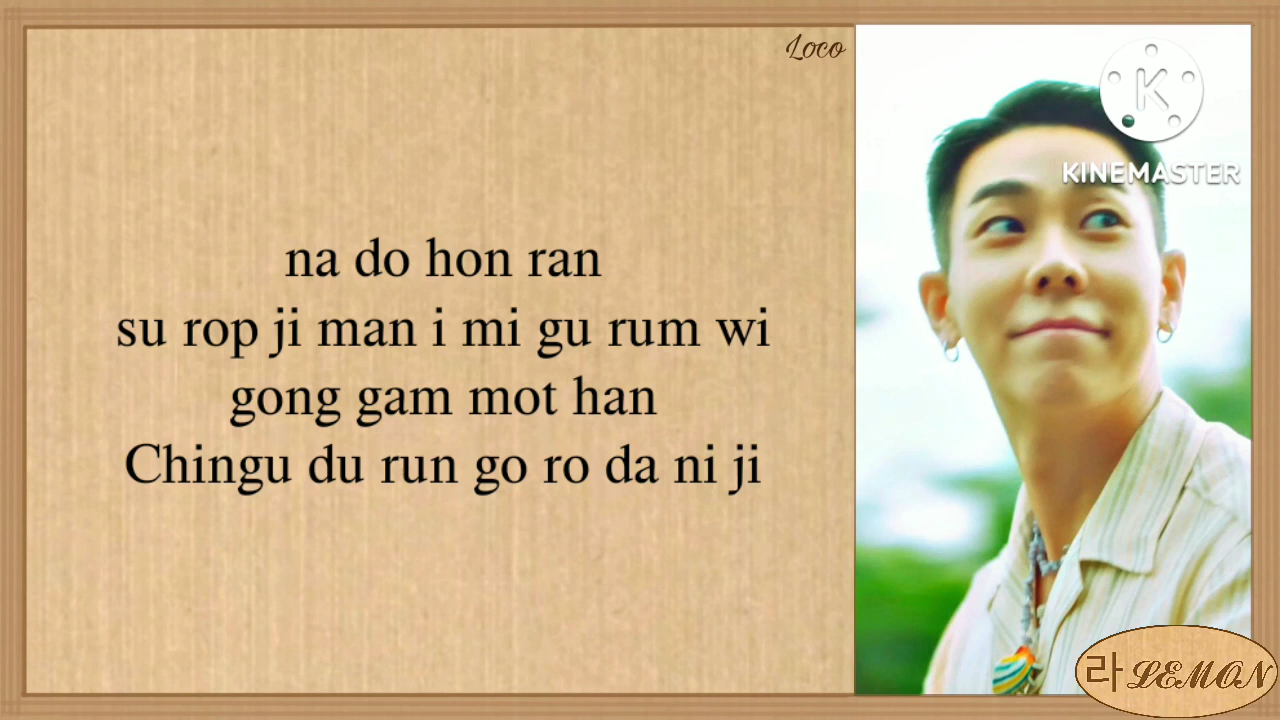 Loco
na do hon ran
su rop ji man i mi gu rum wi
gong gam mot han
Chingu du run go ro da ni ji
K
KINEMASTER
라 LEMON